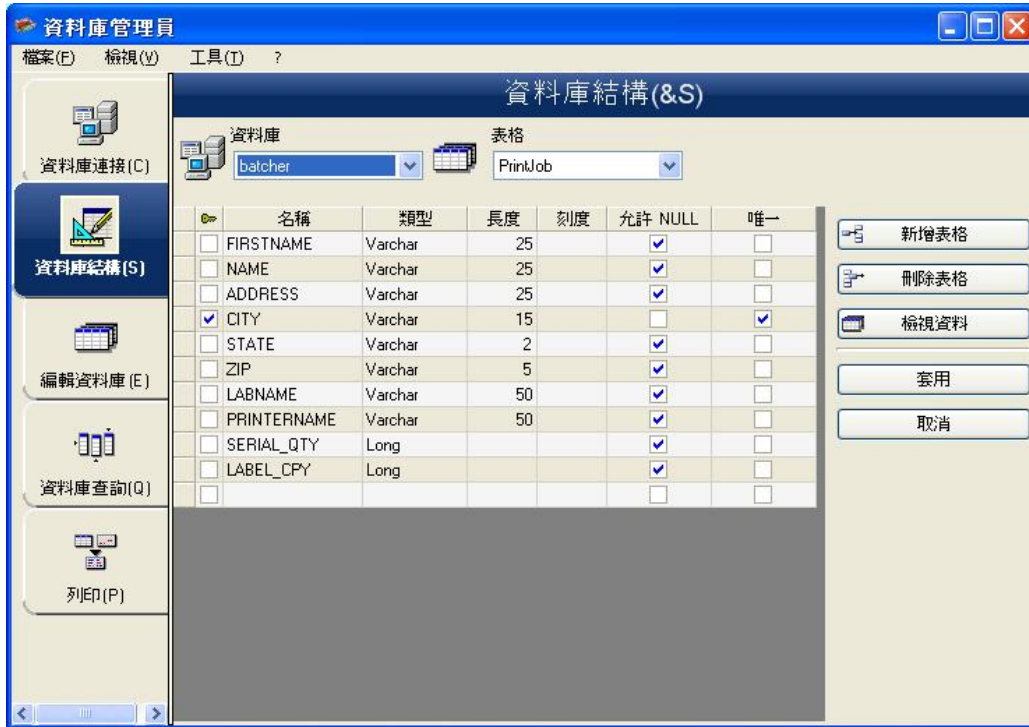 資料庫管理員
檔案(F) 檢視(V) 工具(T) ?
資料庫連接(C)
資料庫結構(S)
編輯資料庫(E)
資料庫查詢(Q)
列印(P)
資料庫結構(&S)
資料庫 表格
batcher PrintJob
名稱 類型 長度 刻度 允許 NULL 唯一
FIRSTNAME Varchar 25
NAME Varchar 25
ADDRESS Varchar 25
CITY Varchar 15
STATE Varchar 2
ZIP Varchar 5
LABNAME Varchar 50
PRINTERNAME Varchar 50
SERIAL_QTY Long
LABEL_CPY Long
新增表格
刪除表格
檢視資料
套用
取消